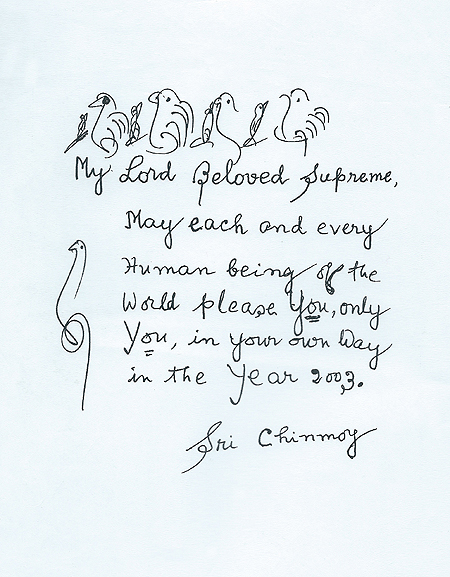 My Lord Beloved Supreme,
May each and every
Human being of the
World please You, only
You, in your own Way
in the Year 2003.
Sri Chinmoy